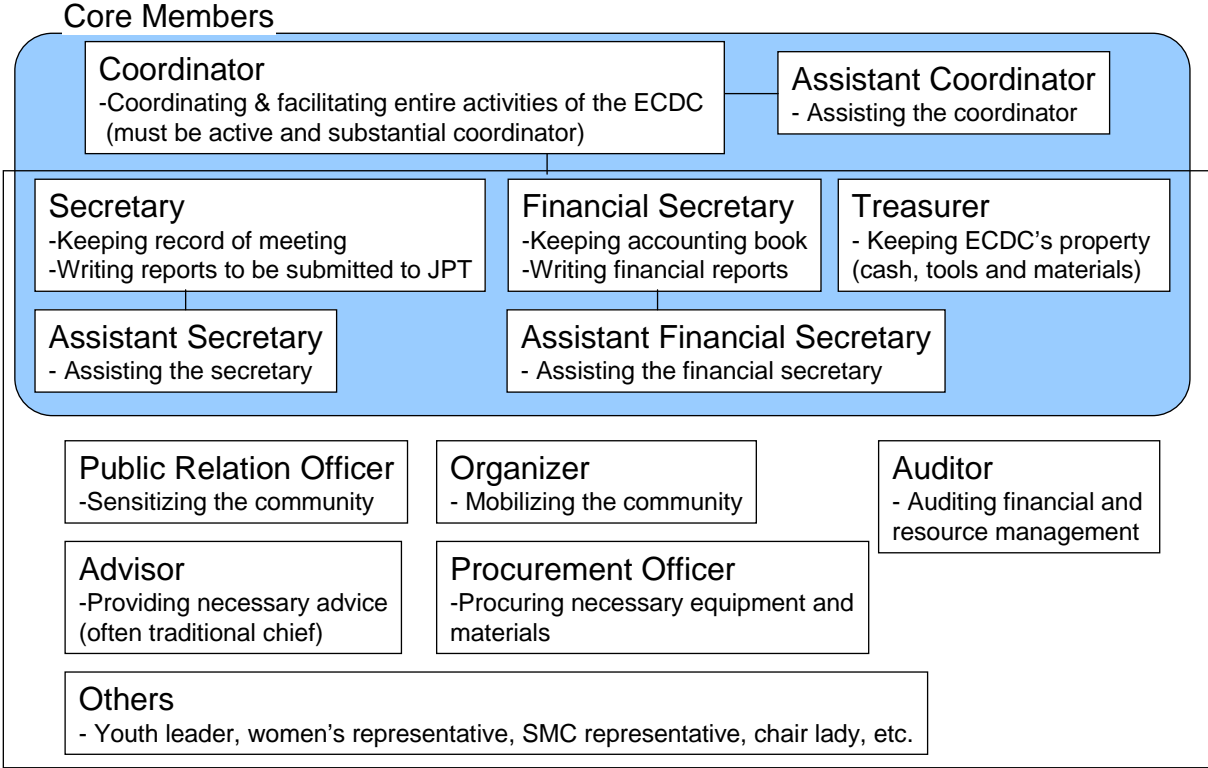 Core Members
Coordinator
-Coordinating & facilitating entire activities of the ECDC
(must be active and substantial coordinator)
Assistant Coordinator
- Assisting the coordinator
Secretary
-Keeping record of meeting
-Writing reports to be submitted to JPT
Financial Secretary
-Keeping accounting book
-Writing financial reports
Treasurer
- Keeping ECDC's property
(cash, tools and materials)
Assistant Secretary
- Assisting the secretary
Assistant Financial Secretary
- Assisting the financial secretary
Public Relation Officer
-Sensitizing the community
Organizer
- Mobilizing the community
Auditor
- Auditing financial and
resource management
Advisor
-Providing necessary advice
(often traditional chief)
Procurement Officer
-Procuring necessary equipment and
materials
Others
- Youth leader, women's representative, SMC representative, chair lady, etc.